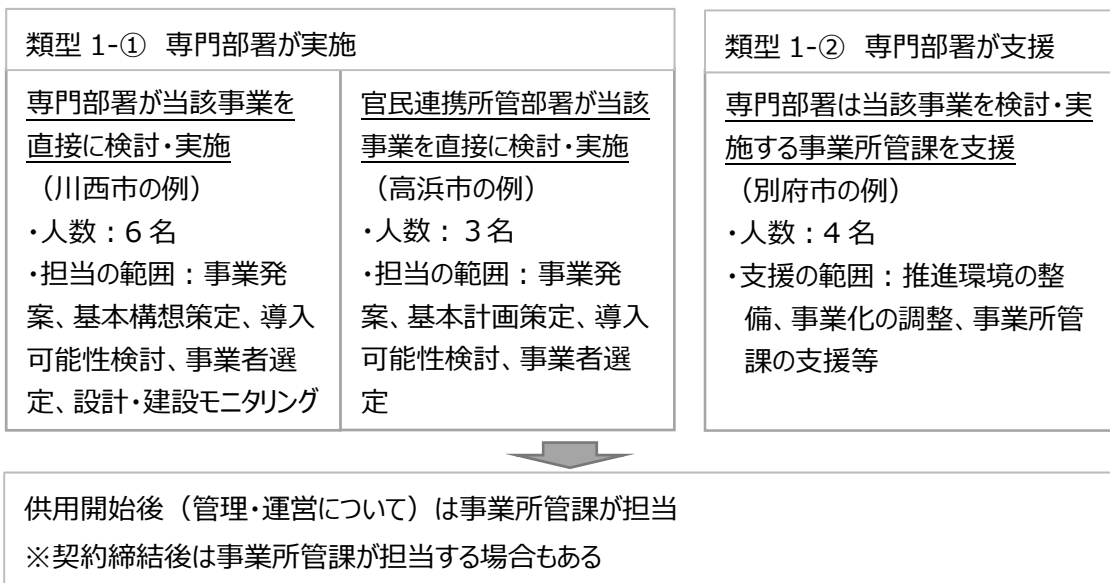 類型 1-① 専門部署が実施
専門部署が当該事業を
直接に検討・実施
（川西市の例）
・人数：6 名
・担当の範囲：事業発
案、基本構想策定、導入
可能性検討、事業者選
定、設計・建設モニタリング
官民連携所管部署が当該
事業を直接に検討・実施
（高浜市の例）
・人数： 3 名
・担当の範囲：事業発
案、基本計画策定、導入
可能性検討、事業者選
定
類型 1-② 専門部署が支援
専門部署は当該事業を検討・実
施する事業所管課を支援
（別府市の例）
・人数：4 名
・支援の範囲：推進環境の整
備、事業化の調整、事業所管
課の支援等
供用開始後（管理・運営について）は事業所管課が担当
※契約締結後は事業所管課が担当する場合もある